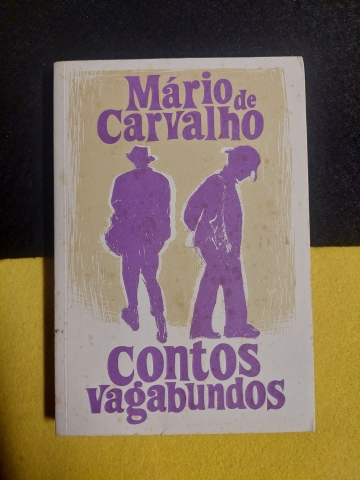 Mário de
Carvalho
contos
vagabundos